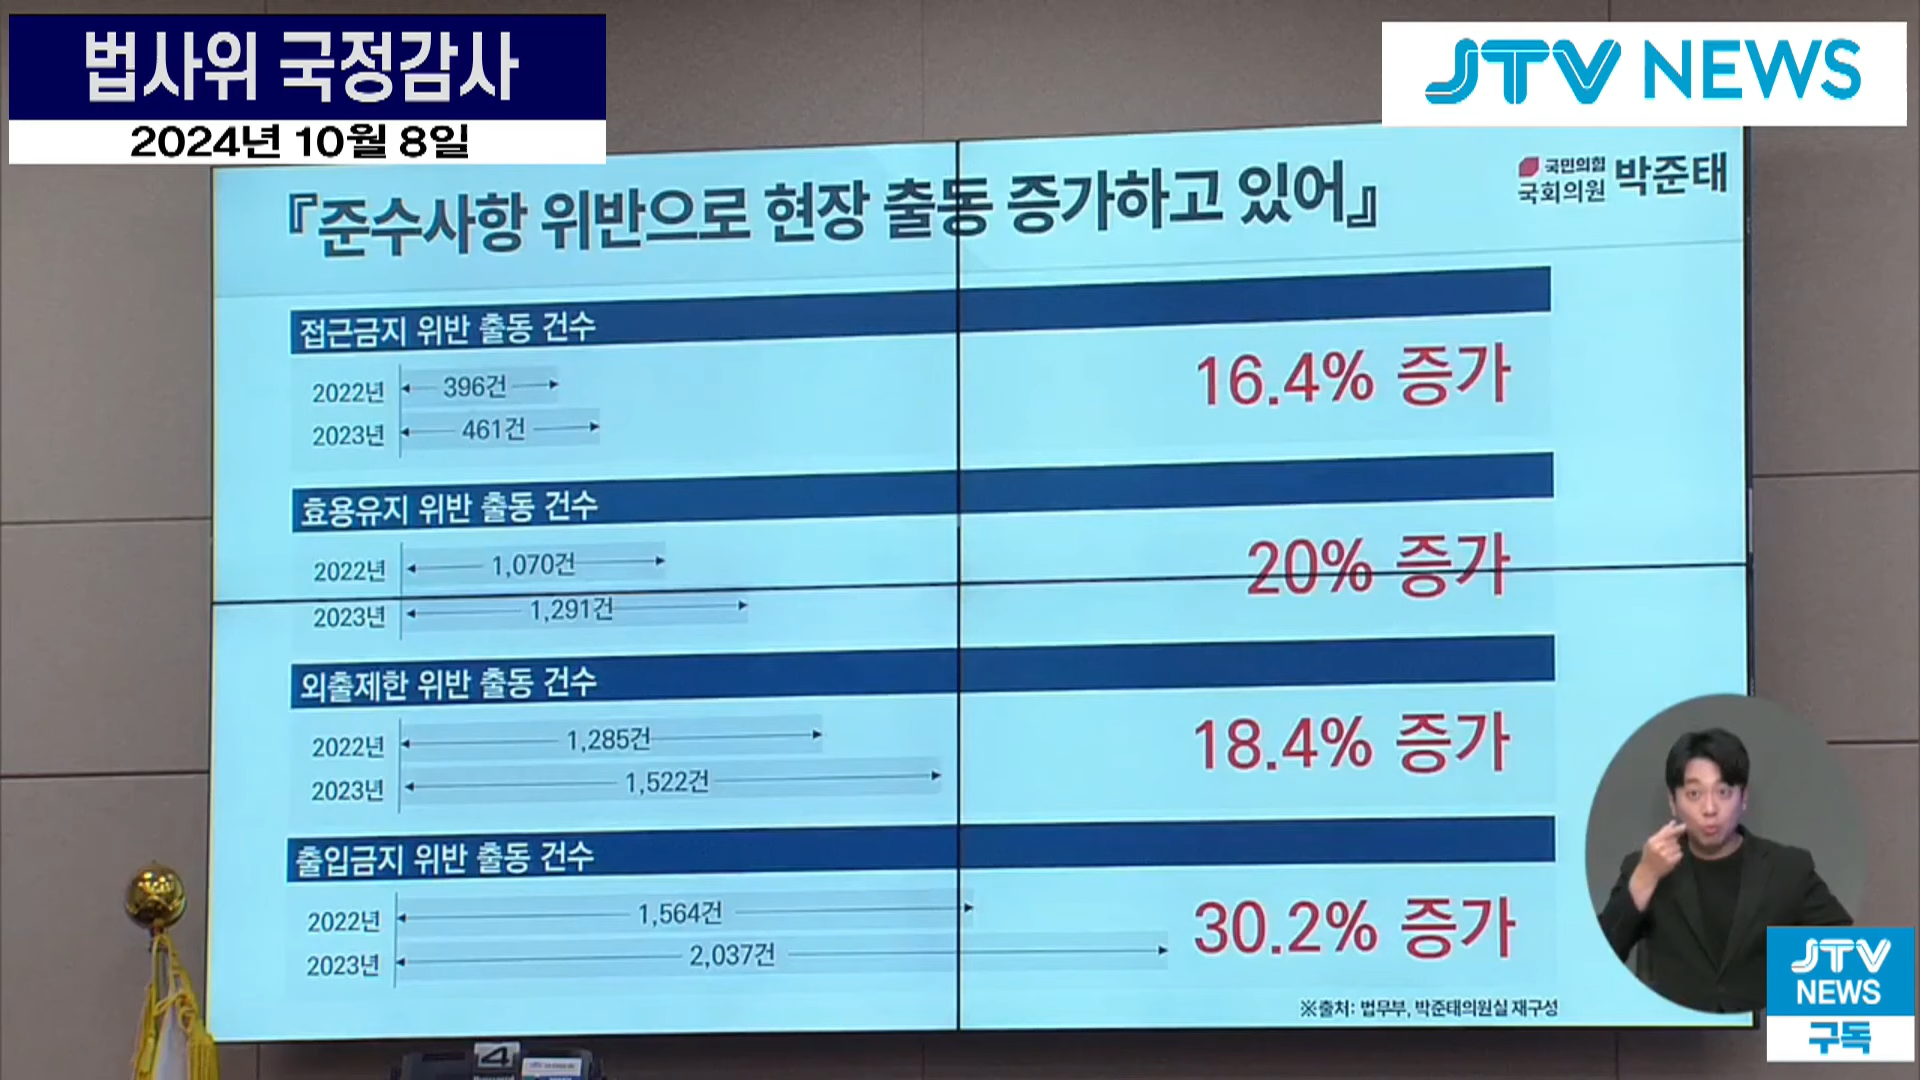 법사위 국정감사
2024년 10월 8일
JTV NEWS
『준수사항 위반으로 현장 출동 증가하고 있어』
국민의힘
국회의원 박준태
접근금지 위반 출동 건수
2022년 396건
2023년 461건
16.4% 증가
효용유지 위반 출동 건수
2022년 1,070건
2023년 1,291건
20% 증가
외출제한 위반 출동 건수
2022년 1,285건
2023년 1,522건
18.4% 증가
출입금지 위반 출동 건수
2022년 1,564건
2023년 2,037건
30.2% 증가
※출처: 법무부, 박준태의원실 재구성
4
JTV
NEWS
구독